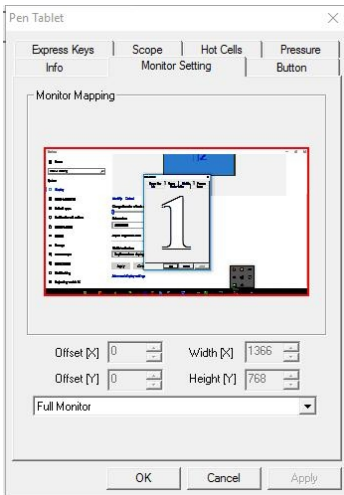 Pen Tablet
Express Keys Scope Hot Cells Pressure
Info Monitor Setting Button
Monitor Mapping
1
Offset [X] 0 Width [X] 1366
Offset [Y] 0 Height [Y] 768
Full Monitor
OK Cancel Apply